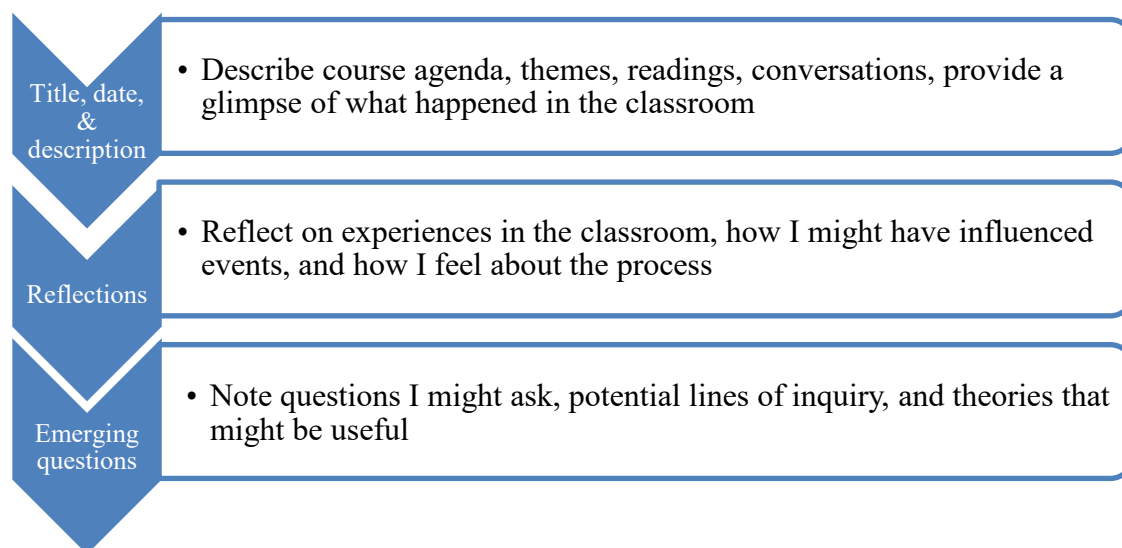 Title, date,
&
description
• Describe course agenda, themes, readings, conversations, provide a
glimpse of what happened in the classroom
Reflections
• Reflect on experiences in the classroom, how I might have influenced
events, and how I feel about the process
Emerging
questions
• Note questions I might ask, potential lines of inquiry, and theories that
might be useful